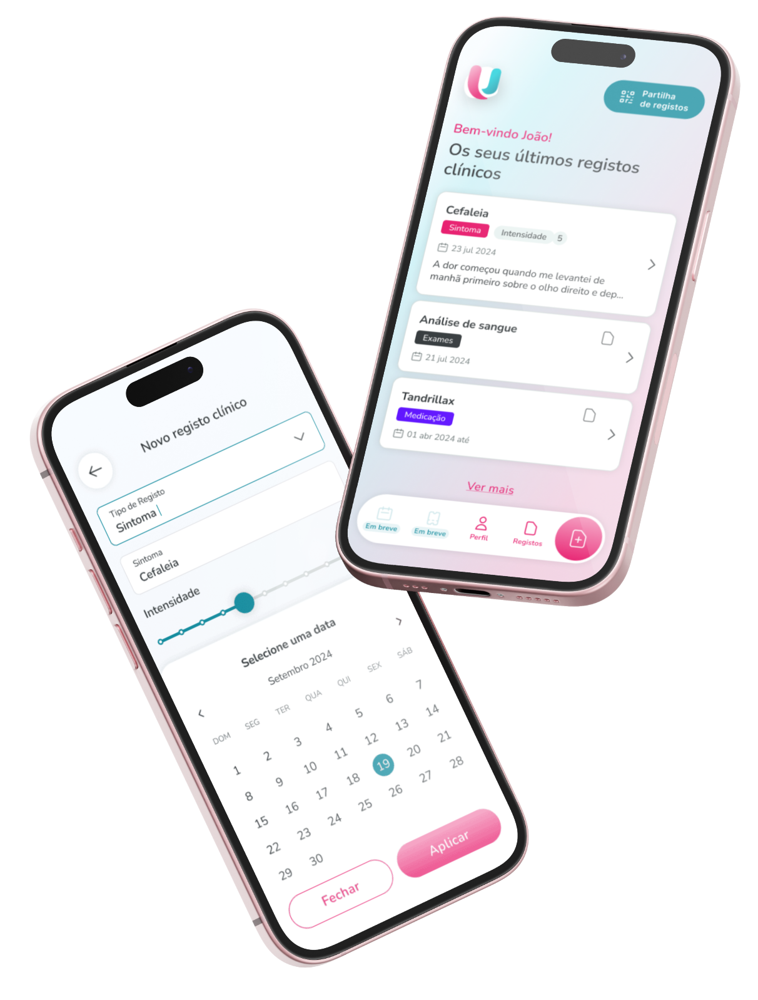 Partilha
de registos
Bem-vindo João!
Os seus últimos registos
clínicos
Cefaleia
Sintoma
Intensidade 5
23 jul 2024
A dor começou quando me levantei de
manhã primeiro sobre o olho direito e dep...
Análise de sangue
Exames
21 jul 2024
Tandrillax
Medicação
01 abr 2024 até
Ver mais
Em breve
Em breve
Perfil
Registos
Novo registo clínico
Tipo de Registo
Sintoma
Sintoma
Cefaleia
Intensidade
Selecione uma data
Setembro 2024
DOM SEG TER QUA QUI SEX SÁB
1 2 3 4 5 6 7
8 9 10 11 12 13 14
15 16 17 18 19 20 21
22 23 24 25 26 27 28
29 30
Fechar
Aplicar